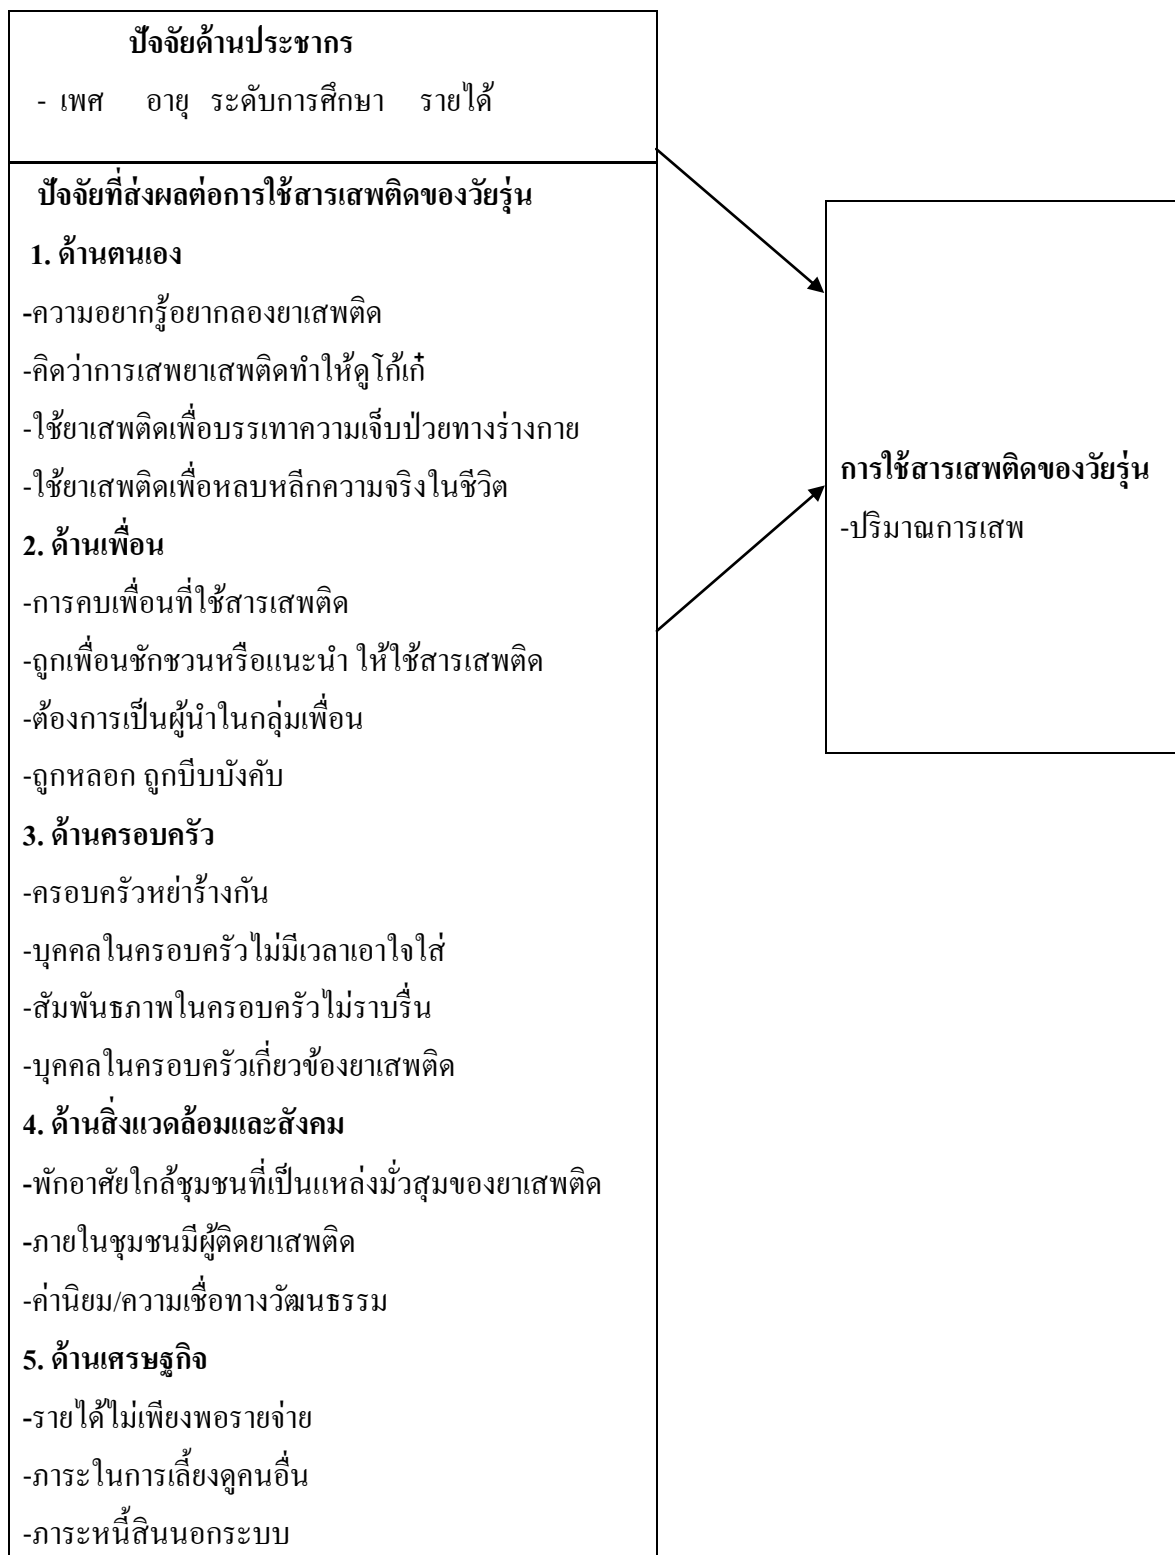 ปัจจัยด้านประชากร
- เพศ อายุ ระดับการศึกษา รายได้
ปัจจัยที่ส่งผลต่อการใช้สารเสพติดของวัยรุ่น
1. ด้านตนเอง
-ความอยากรู้อยากลองยาเสพติด
-คิดว่าการเสพยาเสพติดทำให้ดูโก้เก๋
-ใช้ยาเสพติดเพื่อบรรเทาความเจ็บป่วยทางร่างกาย
-ใช้ยาเสพติดเพื่อหลบหลีกความจริงในชีวิต
2. ด้านเพื่อน
-การคบเพื่อนที่ใช้สารเสพติด
-ถูกเพื่อนชักชวนหรือแนะนำ ให้ใช้สารเสพติด
-ต้องการเป็นผู้นำในกลุ่มเพื่อน
-ถูกหลอก ถูกบีบบังคับ
3. ด้านครอบครัว
-ครอบครัวหย่าร้างกัน
-บุคคลในครอบครัวไม่มีเวลาเอาใจใส่
-สัมพันธภาพในครอบครัวไม่ราบรื่น
-บุคคลในครอบครัวเกี่ยวข้องยาเสพติด
4. ด้านสิ่งแวดล้อมและสังคม
-พักอาศัยใกล้ชุมชนที่เป็นแหล่งมั่วสุมของยาเสพติด
-ภายในชุมชนมีผู้ติดยาเสพติด
-ค่านิยม/ความเชื่อทางวัฒนธรรม
5. ด้านเศรษฐกิจ
-รายได้ไม่เพียงพอรายจ่าย
-ภาระในการเลี้ยงดูคนอื่น
-ภาระหนี้สินนอกระบบ
การใช้สารเสพติดของวัยรุ่น
-ปริมาณการเสพ